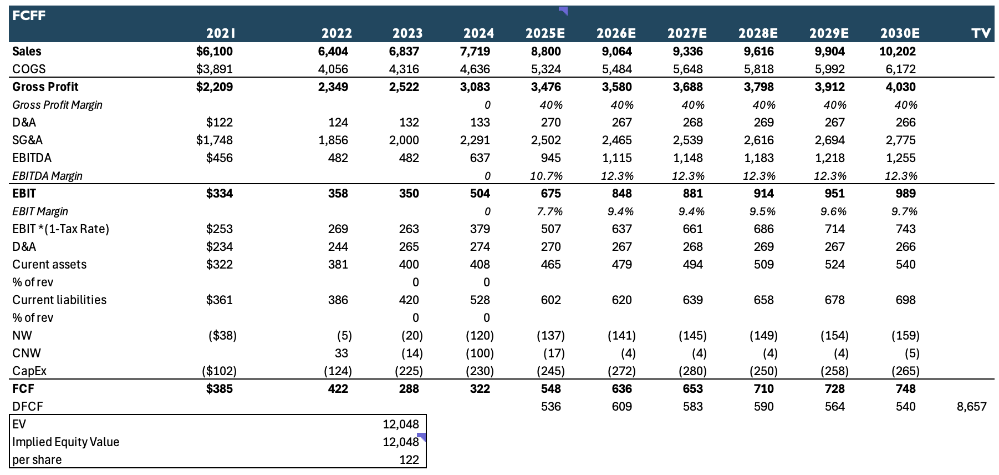 FCFF
2021 2022 2023 2024 2025E 2026E 2027E 2028E 2029E 2030E TV
Sales $6,100 6,404 6,837 7,719 8,800 9,064 9,336 9,616 9,904 10,202
COGS $3,891 4,056 4,316 4,636 5,324 5,484 5,648 5,818 5,992 6,172
Gross Profit $2,209 2,349 2,522 3,083 3,476 3,580 3,688 3,798 3,912 4,030
Gross Profit Margin 0 40% 40% 40% 40% 40% 40%
D&A $122 124 132 133 270 267 268 269 267 266
SG&A $1,748 1,856 2,000 2,291 2,502 2,465 2,539 2,616 2,694 2,775
EBITDA $456 482 482 637 945 1,115 1,148 1,183 1,218 1,255
EBITDA Margin 0 10.7% 12.3% 12.3% 12.3% 12.3% 12.3%
EBIT $334 358 350 504 675 848 881 914 951 989
EBIT Margin 0 7.7% 9.4% 9.4% 9.5% 9.6% 9.7%
EBIT *(1-Tax Rate) $253 269 263 379 507 637 661 686 714 743
D&A $234 244 265 274 270 267 268 269 267 266
Curent assets $322 381 400 408 465 479 494 509 524 540
% of rev 0 0
Current liabilities $361 386 420 528 602 620 639 658 678 698
% of rev 0 0
NW ($38) (5) (20) (120) (137) (141) (145) (149) (154) (159)
CNW 33 (14) (100) (17) (4) (4) (4) (4) (5)
CapEx ($102) (124) (225) (230) (245) (272) (280) (250) (258) (265)
FCF $385 422 288 322 548 636 653 710 728 748
DFCF 536 609 583 590 564 540 8,657
EV 12,048
Implied Equity Value 12,048
per share 122